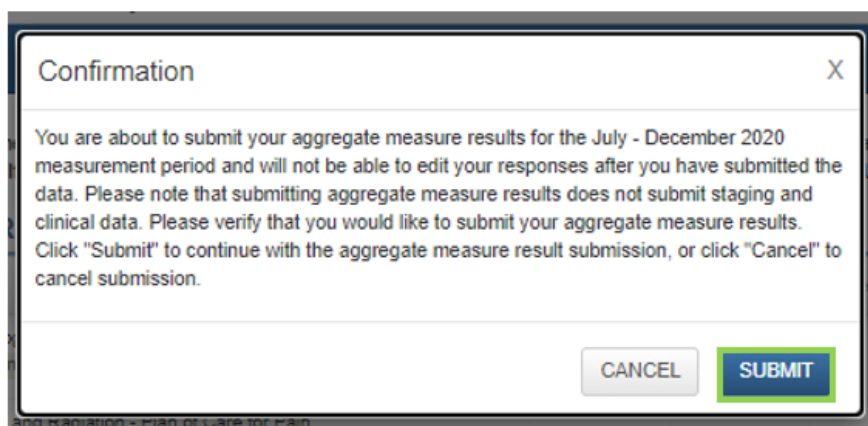 Confirmation
X
You are about to submit your aggregate measure results for the July - December 2020
measurement period and will not be able to edit your responses after you have submitted the
data. Please note that submitting aggregate measure results does not submit staging and
clinical data. Please verify that you would like to submit your aggregate measure results.
Click "Submit" to continue with the aggregate measure result submission, or click "Cancel" to
cancel submission.
CANCEL
SUBMIT
and Radiation - Plan of Care for Pain